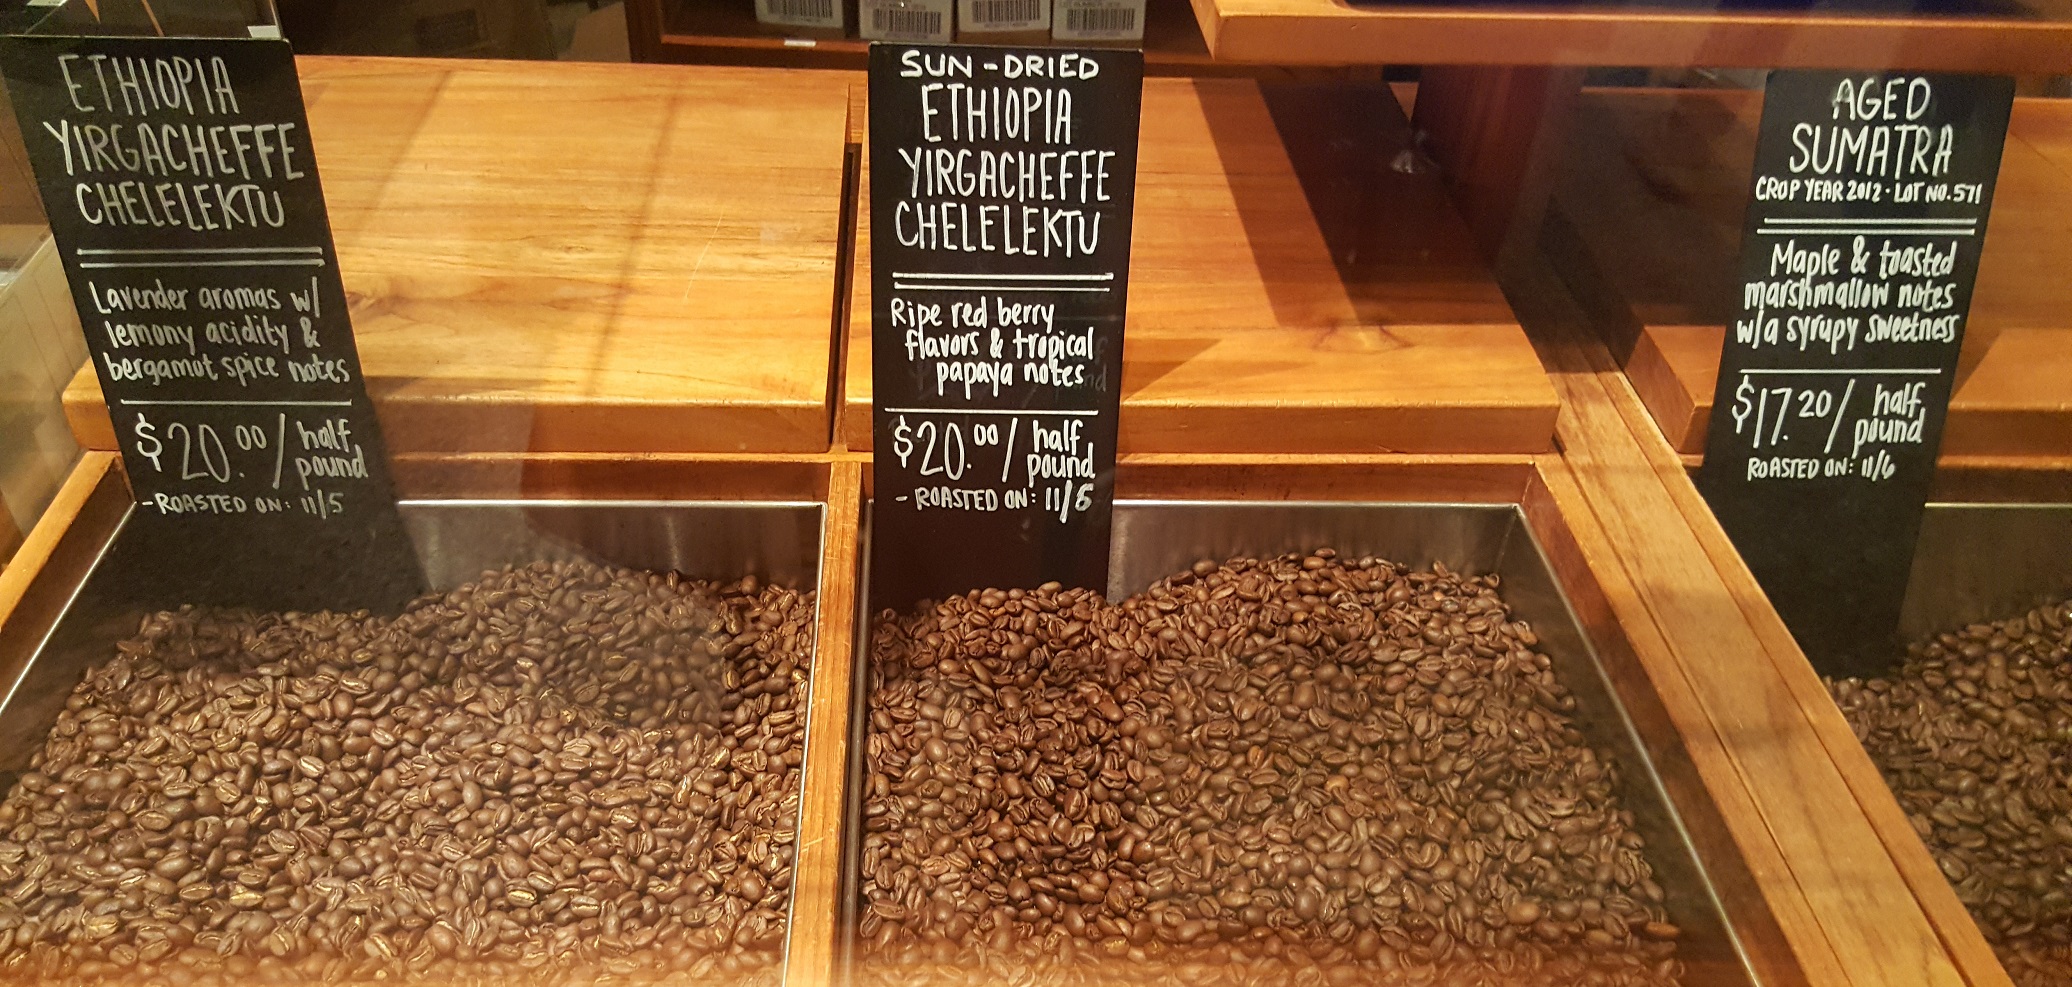 ETHIOPIA
YIRGACHEFFE
CHELELEKTU
Lavender aromas w/
lemony acidity &
bergamot spice notes
$20.00/half
pound
-ROASTED ON: 11/5
SUN-DRIED
ETHIOPIA
YIRGACHEFFE
CHELELEKTU
Ripe red berry
flavors & tropical
papaya notes
$20.00/half
pound
-ROASTED ON: 11/5
AGED
SUMATRA
CROP YEAR 2012 · LOT NO. 571
Maple & toasted
marshmallow notes
w/a syrupy sweetness
$17.20/half
pound
ROASTED ON: 11/6